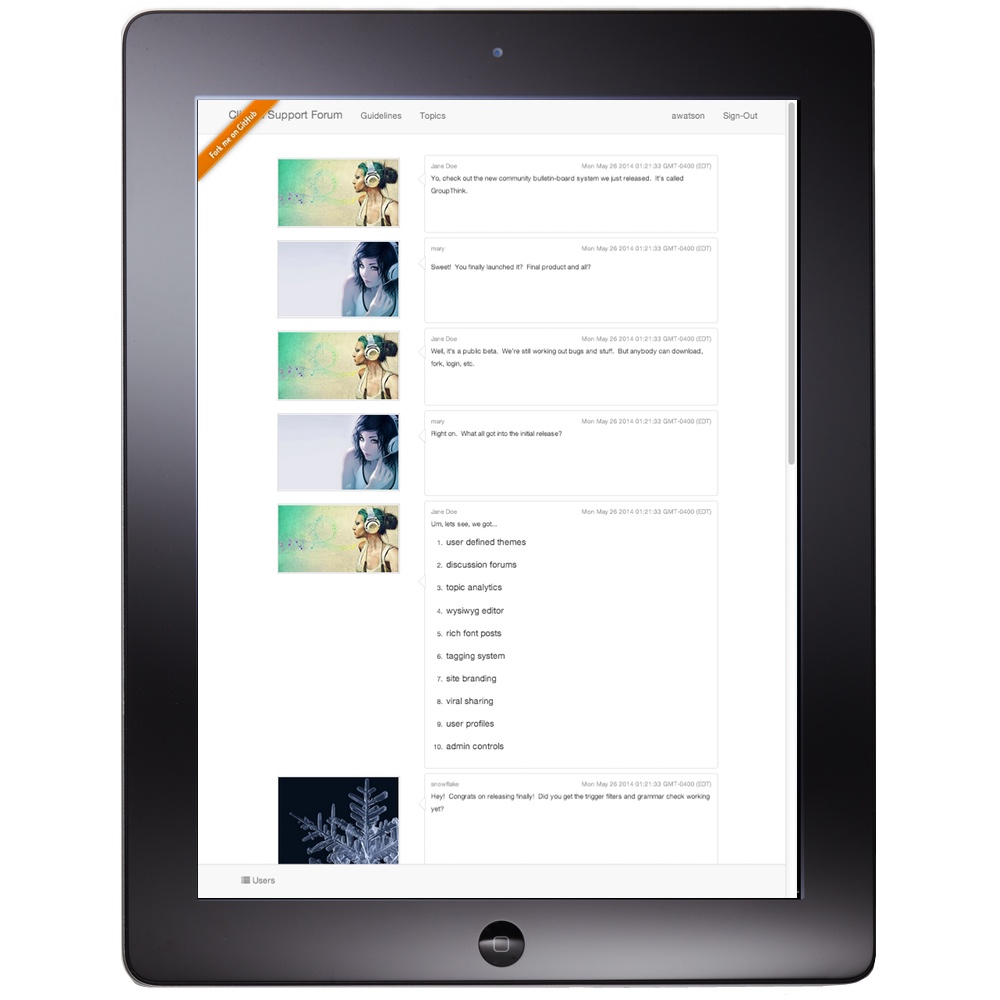 Fork me on GitHub
Support Forum Guidelines Topics awatson Sign-Out
Jane Doe Mon May 26 2014 01:21:33 GMT-0400 (EDT)
Yo, check out the new community bulletin-board system we just released. It's called
GroupThink.
mary Mon May 26 2014 01:21:33 GMT-0400 (EDT)
Sweet! You finally launched it? Final product and all?
Jane Doe Mon May 26 2014 01:21:33 GMT-0400 (EDT)
Well, it's a public beta. We're still working out bugs and stuff. But anybody can download,
fork, login, etc.
mary Mon May 26 2014 01:21:33 GMT-0400 (EDT)
Right on. What all got into the initial release?
Jane Doe Mon May 26 2014 01:21:33 GMT-0400 (EDT)
Um, lets see, we got...
1. user defined themes
2. discussion forums
3. topic analytics
4. wysiwyg editor
5. rich font posts
6. tagging system
7. site branding
8. viral sharing
9. user profiles
10. admin controls
snowflake Mon May 26 2014 01:21:33 GMT-0400 (EDT)
Hey! Congrats on releasing finally! Did you get the trigger filters and grammar check working
yet?
Users